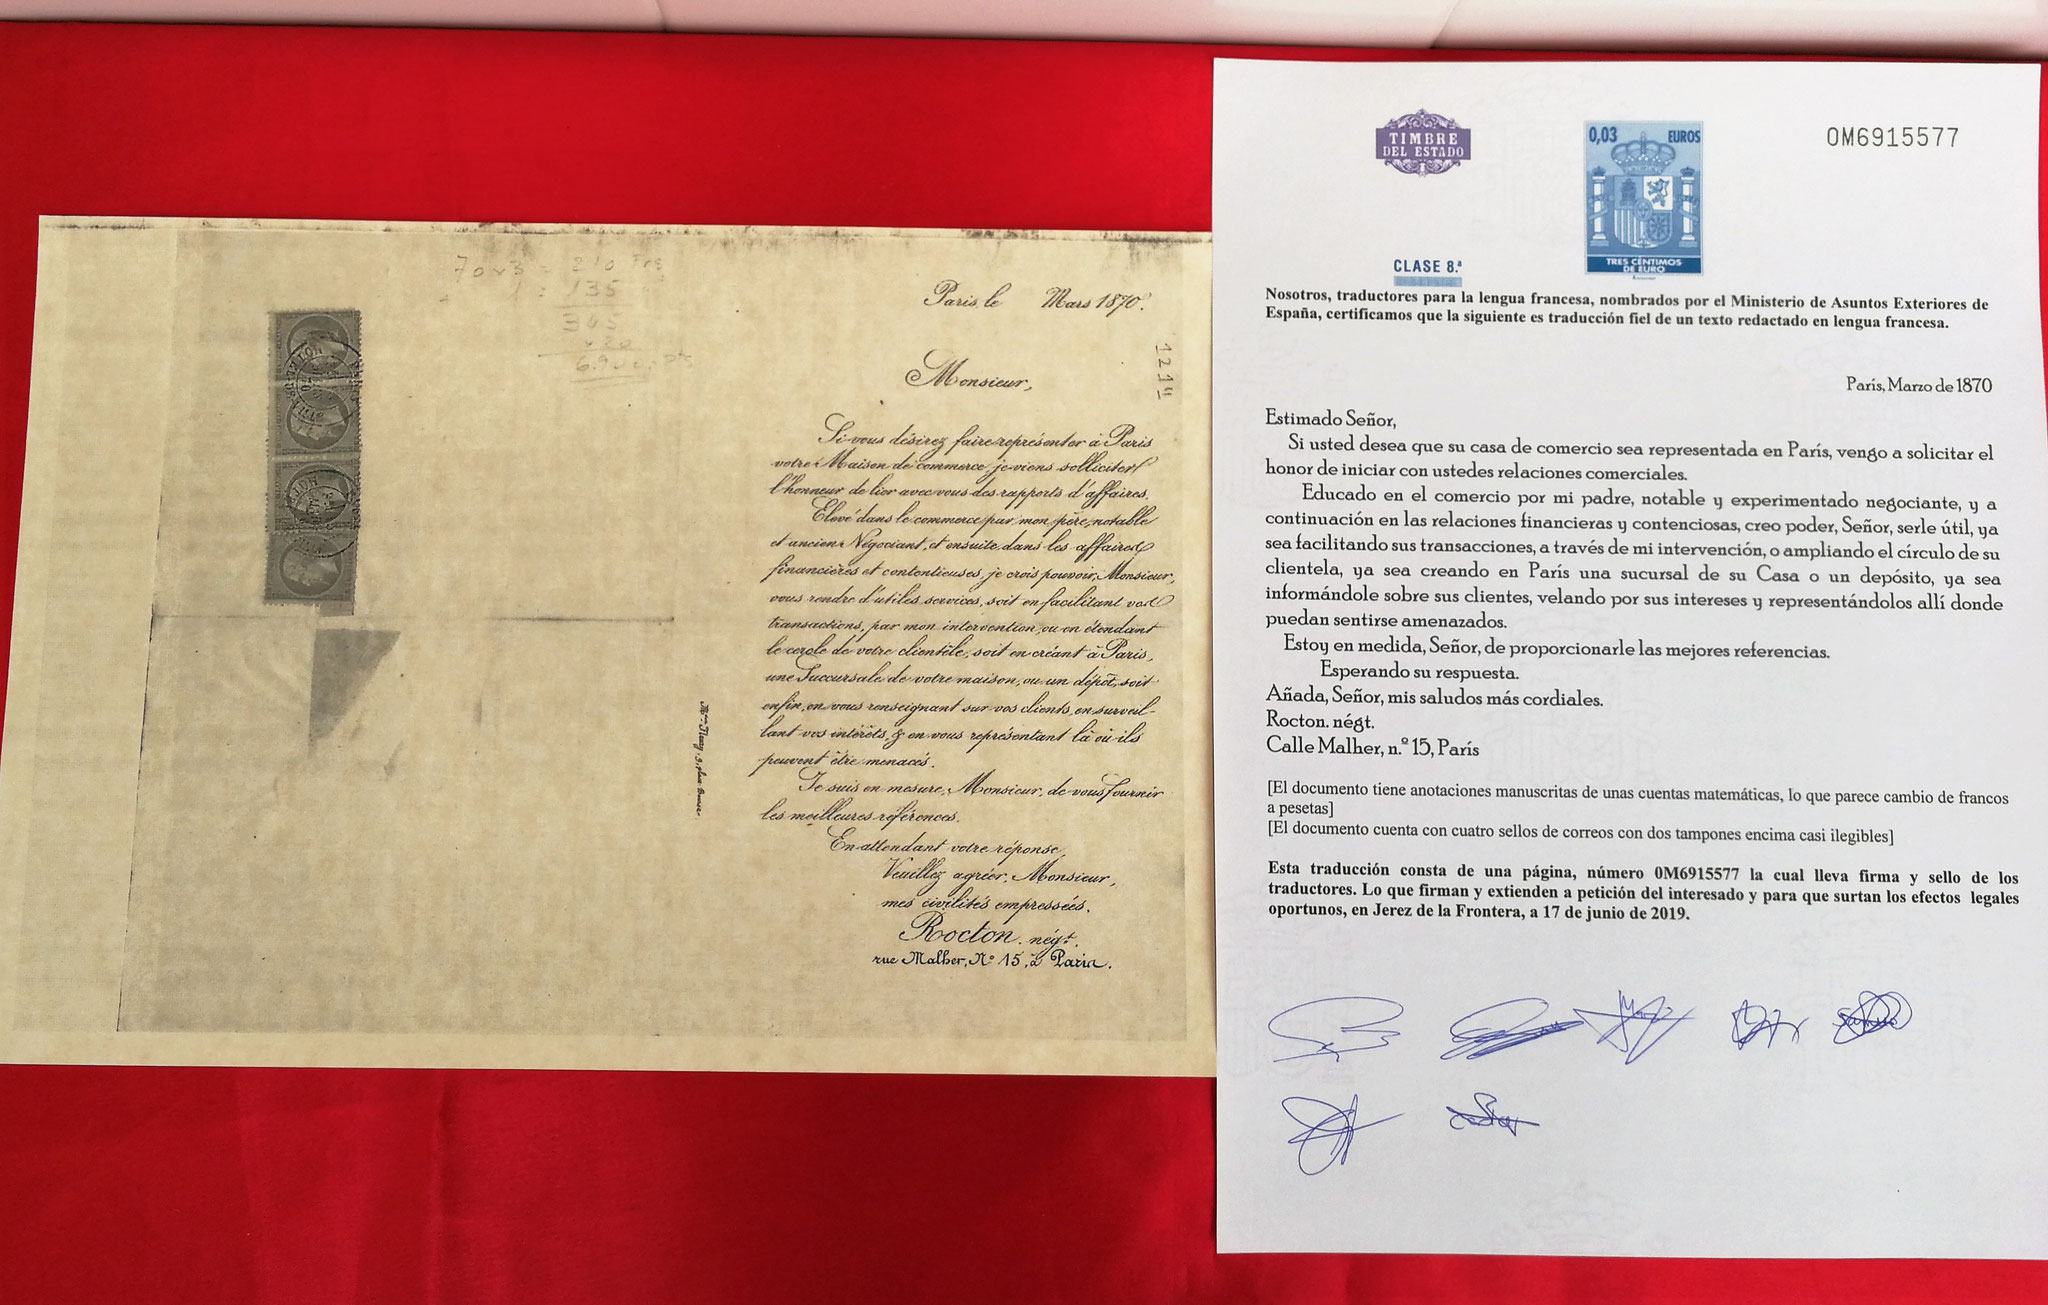 70 x 3 = 210 Frs
135
345
Paris, le Mars 1870.
1211
Monsieur,
Si vous désirez faire représenter à Paris
votre Maison de commerce, je viens solliciter
l'honneur de lier avec vous des rapports d'affaires.
Elevé dans le commerce par mon père, notable
et ancien Négociant, et ensuite dans les affaires
financières et contentieuses, je crois pouvoir, Monsieur,
vous rendre d'utiles services, soit en facilitant vos
transactions, par mon intervention, ou en étendant
le cercle de votre clientèle, soit en créant à Paris,
une Succursale de votre maison, ou un dépôt, soit
enfin, en vous renseignant sur vos clients, en surveil-
lant vos intérêts, & en vous représentant là où ils
peuvent être menacés.
Je suis en mesure, Monsieur, de vous fournir
les meilleures références.
En attendant votre réponse,
Veuillez agréer, Monsieur,
mes civilités empressées.
Rocton. négt.
rue Malher, No 15, à Paris.
TIMBRE
DEL ESTADO
0,03 EUROS
TRES CÉNTIMOS
DE EURO
0M6915577
CLASE 8.ª
Nosotros, traductores para la lengua francesa, nombrados por el Ministerio de Asuntos Exteriores de
España, certificamos que la siguiente es traducción fiel de un texto redactado en lengua francesa.
París, Marzo de 1870
Estimado Señor,
Si usted desea que su casa de comercio sea representada en París, vengo a solicitar el
honor de iniciar con ustedes relaciones comerciales.
Educado en el comercio por mi padre, notable y experimentado negociante, y a
continuación en las relaciones financieras y contenciosas, creo poder, Señor, serle útil, ya
sea facilitando sus transacciones, a través de mi intervención, o ampliando el círculo de su
clientela, ya sea creando en París una sucursal de su Casa o un depósito, ya sea
informándole sobre sus clientes, velando por sus intereses y representándolos allí donde
puedan sentirse amenazados.
Estoy en medida, Señor, de proporcionarle las mejores referencias.
Esperando su respuesta.
Añada, Señor, mis saludos más cordiales.
Rocton. négt.
Calle Malher, n.º 15, París
[El documento tiene anotaciones manuscritas de unas cuentas matemáticas, lo que parece cambio de francos
a pesetas]
[El documento cuenta con cuatro sellos de correos con dos tampones encima casi ilegibles]
Esta traducción consta de una página, número 0M6915577 la cual lleva firma y sello de los
traductores. Lo que firman y extienden a petición del interesado y para que surtan los efectos legales
oportunos, en Jerez de la Frontera, a 17 de junio de 2019.